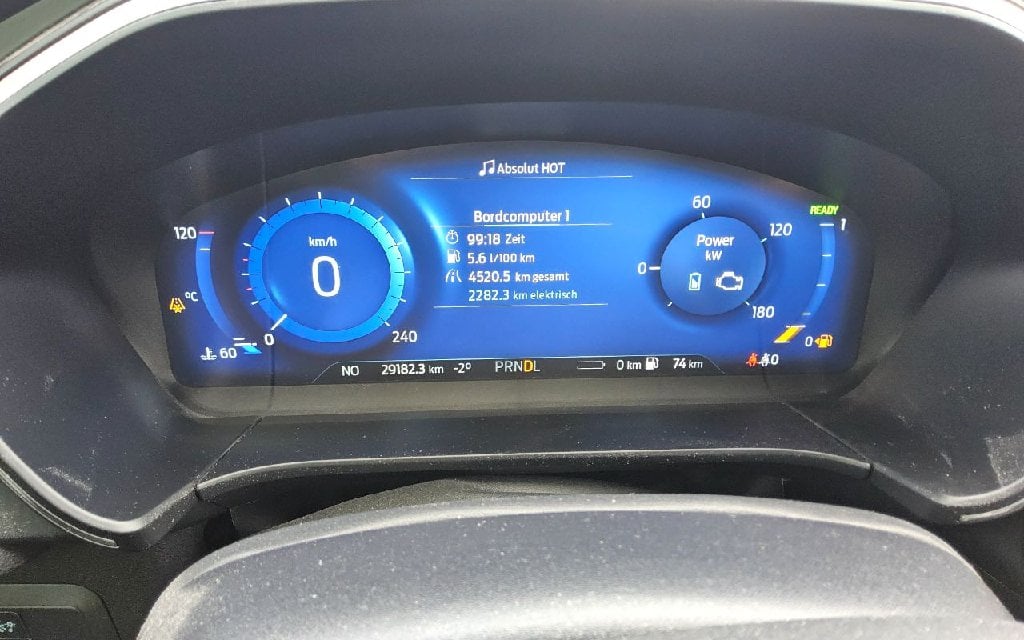 Absolut HOT
Bordcomputer 1
99:18 Zeit
5.6 l/100 km
4520.5 km gesamt
2282.3 km elektrisch
120
°C
60
km/h
0
0
240
60
120
0
Power
kW
180
READY
1
0
0
NO 29182.3 km -2° PRNDL 0 km 74 km